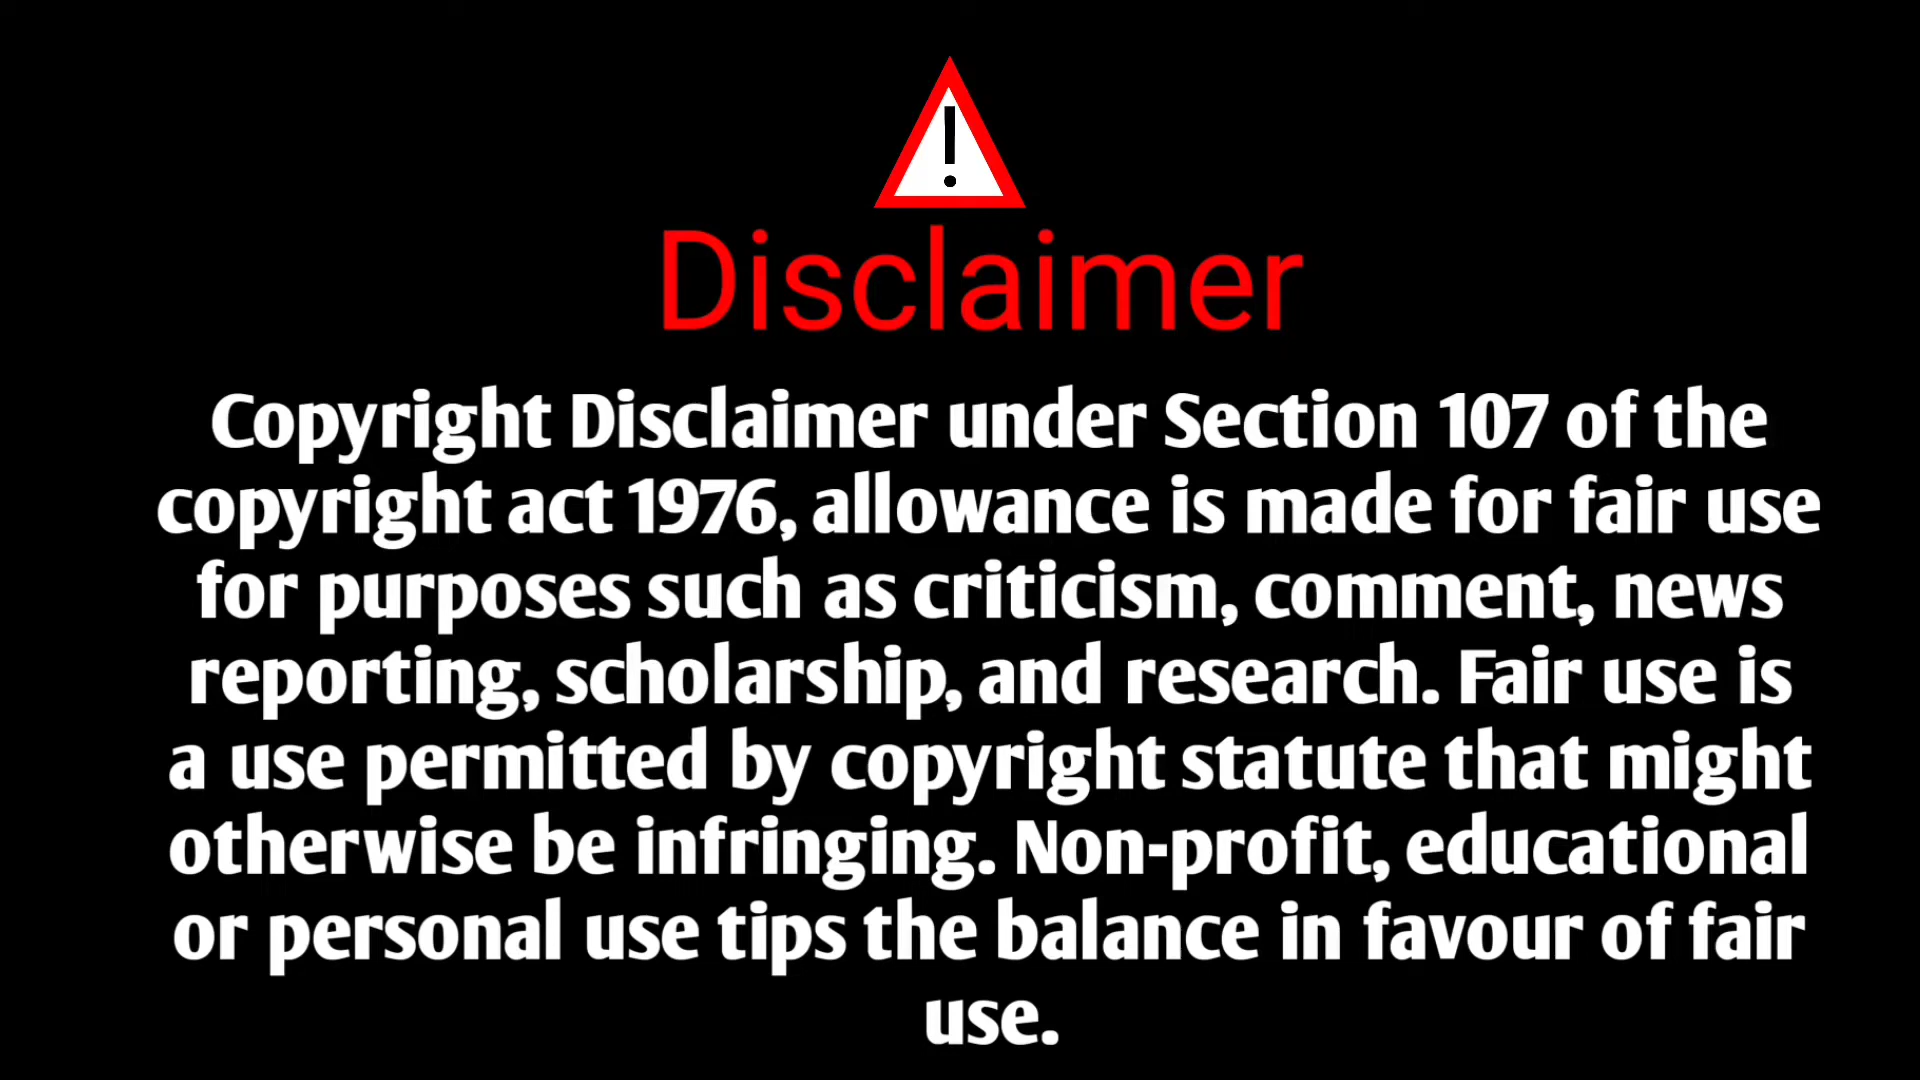 Disclaimer
Copyright Disclaimer under Section 107 of the
copyright act 1976, allowance is made for fair use
for purposes such as criticism, comment, news
reporting, scholarship, and research. Fair use is
a use permitted by copyright statute that might
otherwise be infringing. Non-profit, educational
or personal use tips the balance in favour of fair
use.